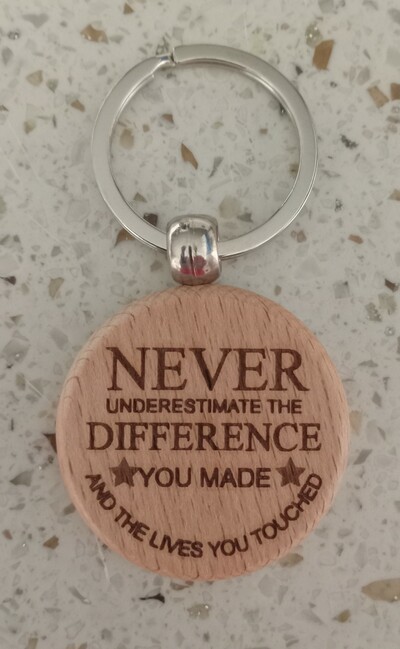 NEVER
UNDERESTIMATE THE
DIFFERENCE
YOU MADE
AND THE LIVES YOU TOUCHED